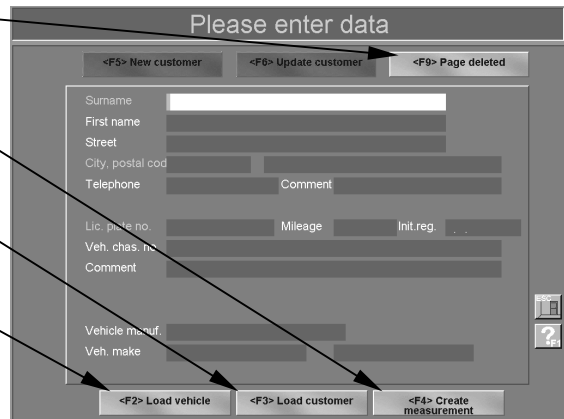 Please enter data
<F5> New customer <F6> Update customer <F9> Page deleted
Surname
First name
Street
City, postal cod
Telephone Comment
Lic. plate no. Mileage Init.reg. . .
Veh. chas. no.
Comment
Vehicle manuf.
Veh. make
ESC
? F1
<F2> Load vehicle <F3> Load customer <F4> Create
measurement